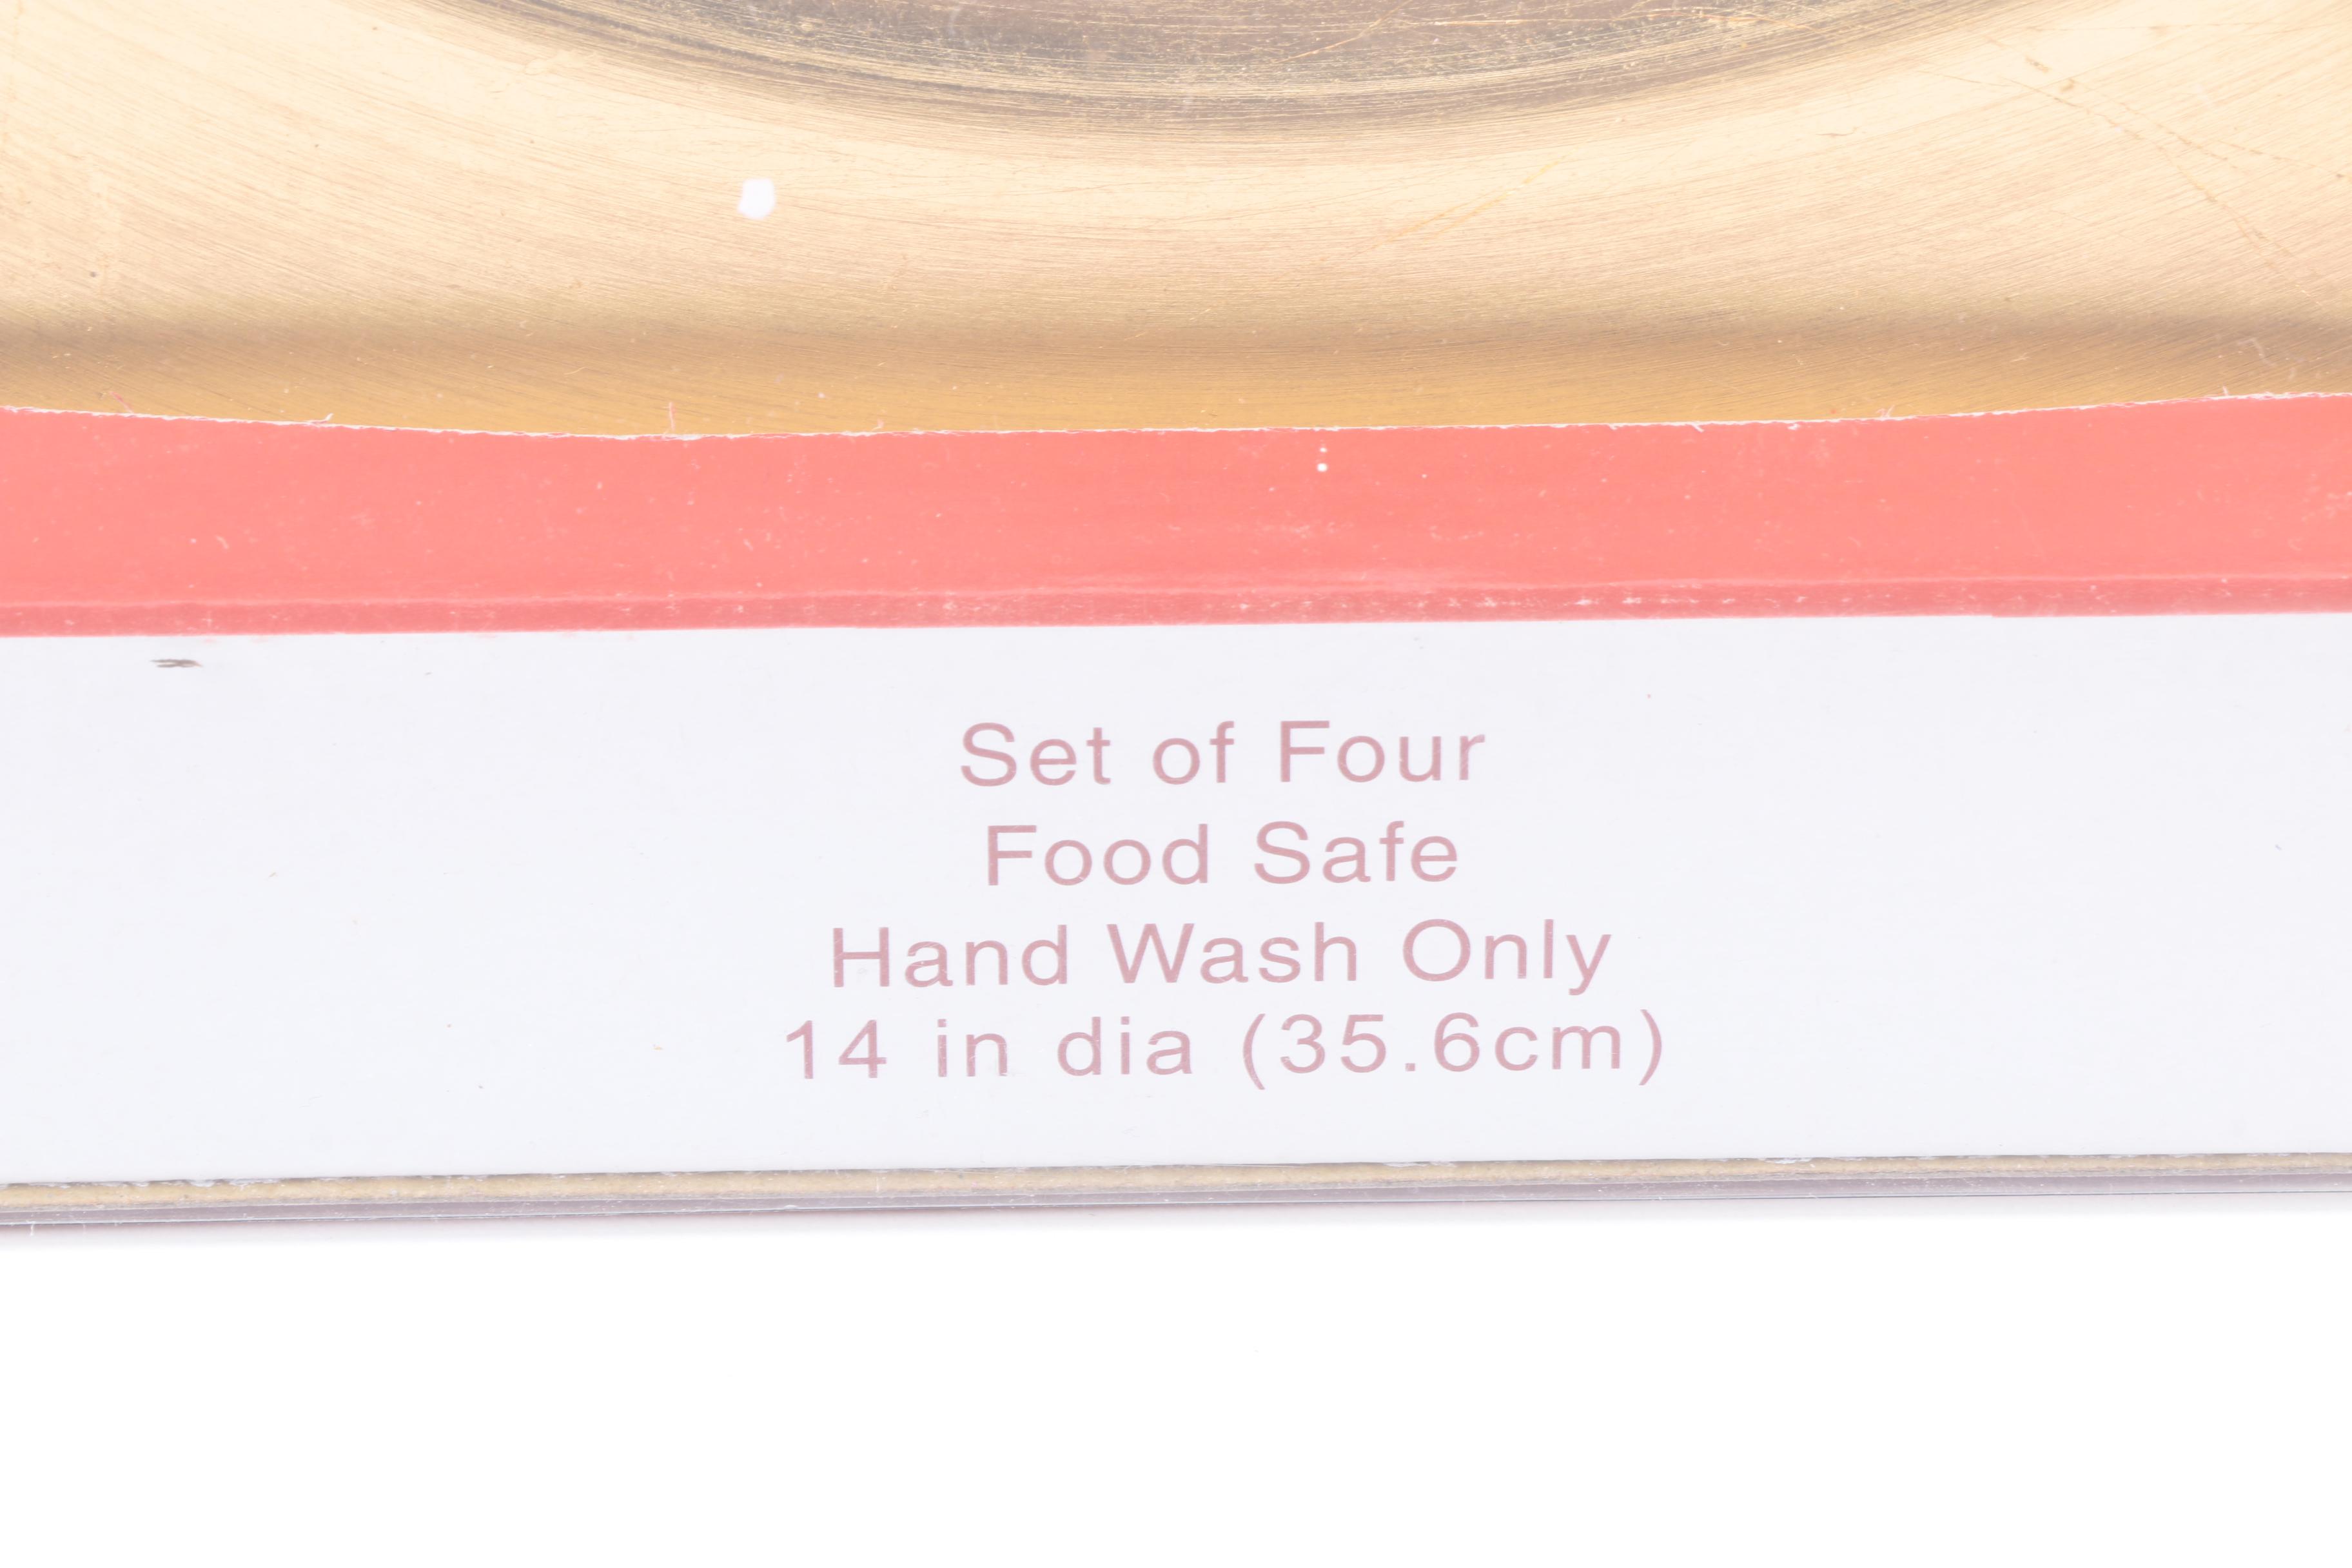 Set of Four
Food Safe
Hand Wash Only
14 in dia (35.6cm)